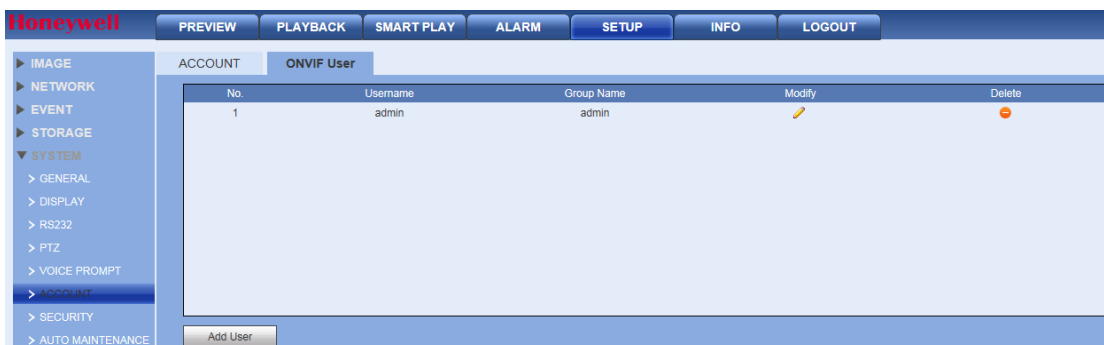 Honeywell
PREVIEW PLAYBACK SMART PLAY ALARM SETUP INFO LOGOUT
IMAGE
NETWORK
EVENT
STORAGE
SYSTEM
GENERAL
DISPLAY
RS232
PTZ
VOICE PROMPT
ACCOUNT
SECURITY
AUTO MAINTENANCE
ACCOUNT ONVIF User
No. Username Group Name Modify Delete
1 admin admin
Add User